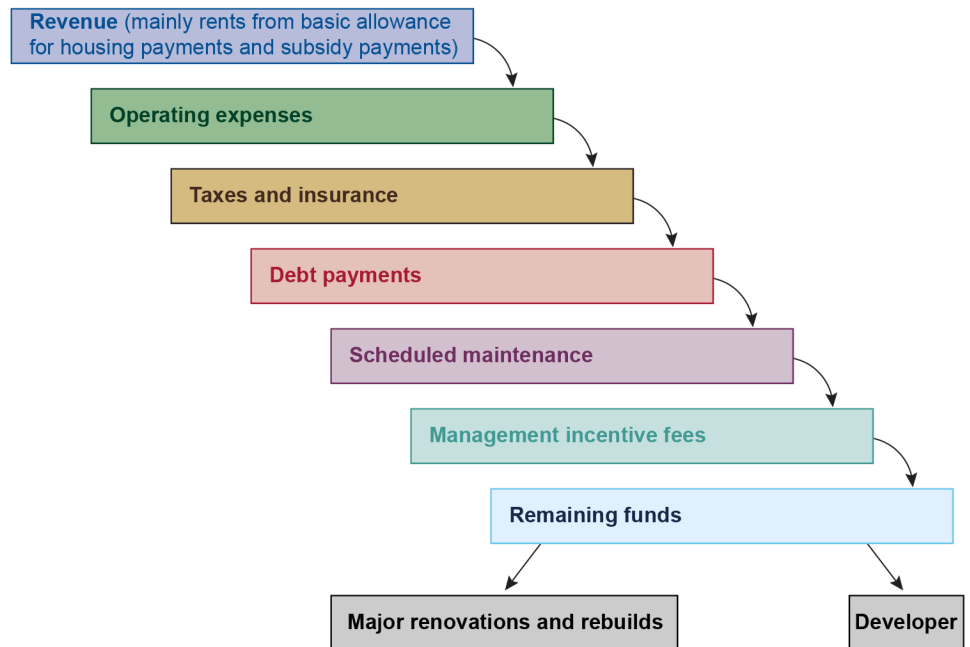 Revenue (mainly rents from basic allowance
for housing payments and subsidy payments)
Operating expenses
Taxes and insurance
Debt payments
Scheduled maintenance
Management incentive fees
Remaining funds
Major renovations and rebuilds
Developer